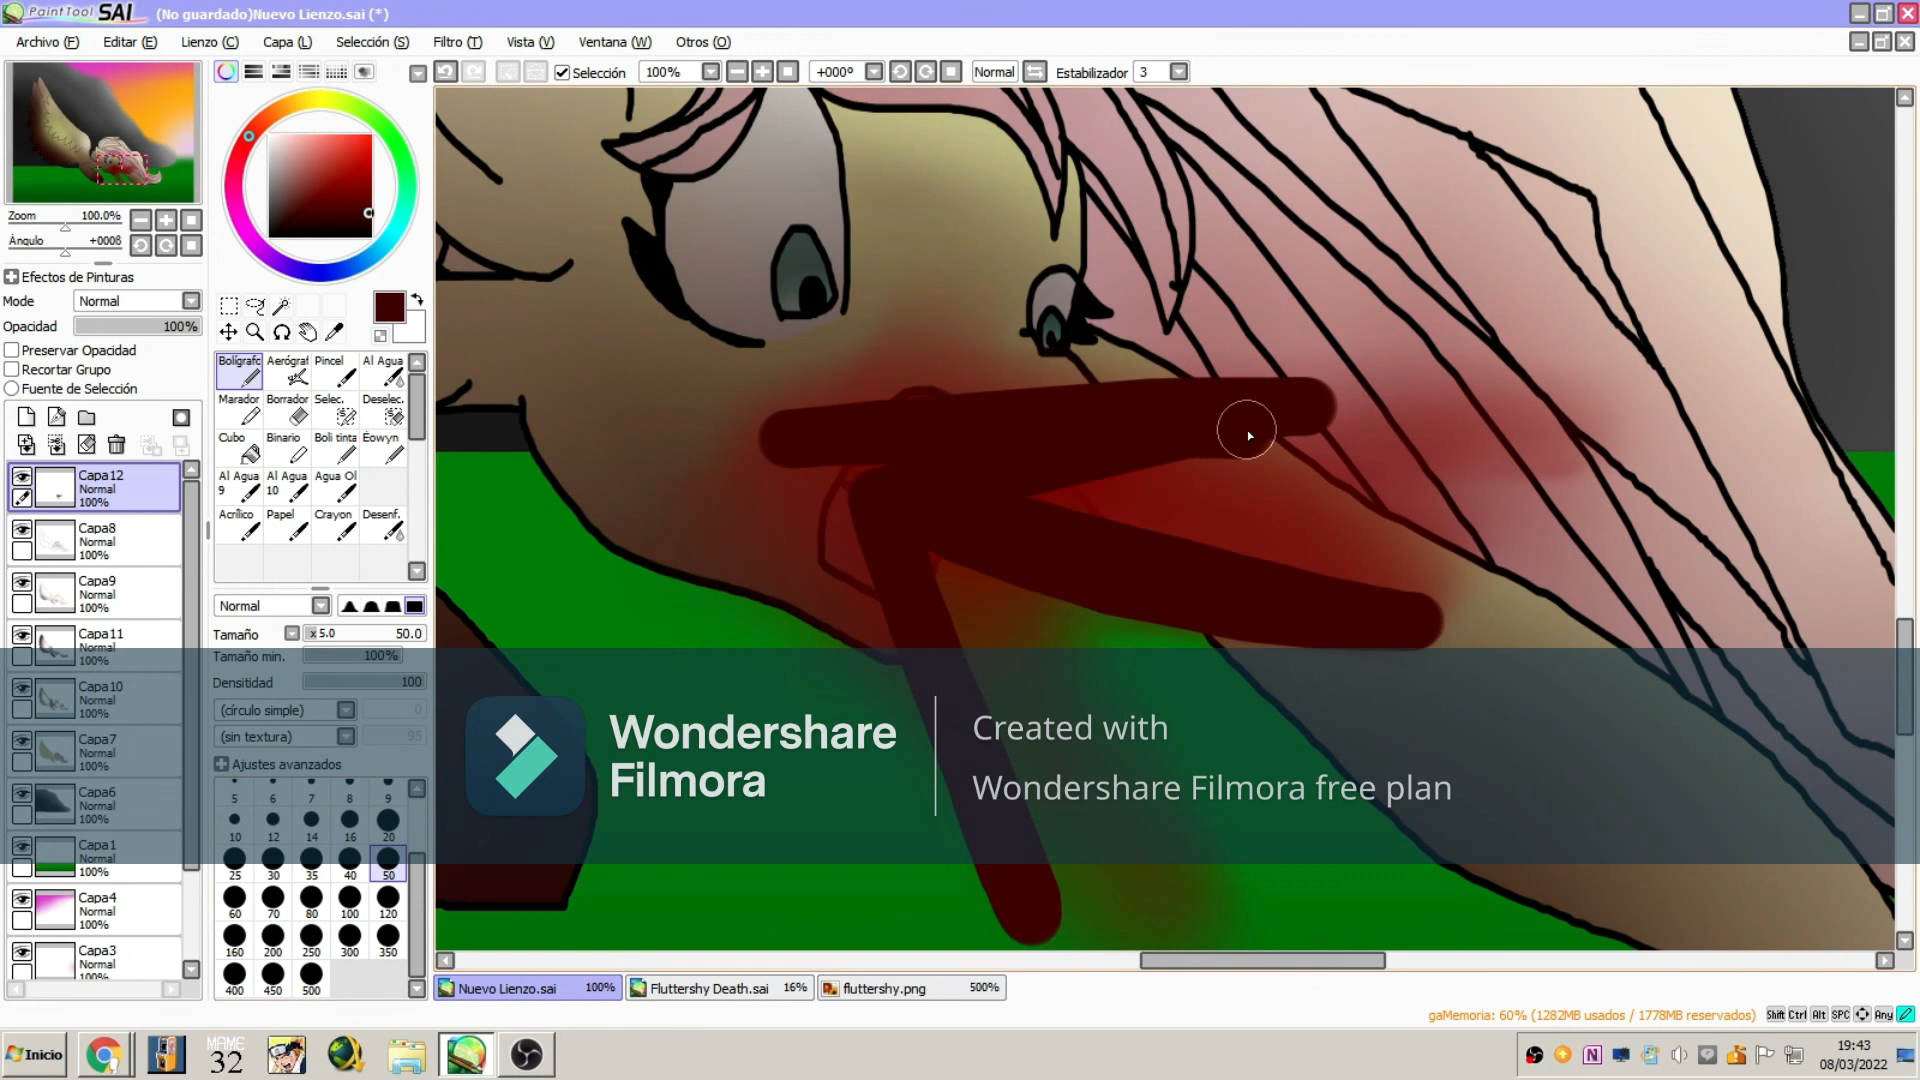 PaintTool SAI (No guardado)Nuevo Lienzo.sai (*)
Archivo (F) Editar (E) Lienzo (C) Capa (L) Selección (S) Filtro (T) Vista (V) Ventana (W) Otros (O)
Selección 100% +000° Normal Estabilizador 3
Zoom 100.0%
Ángulo +000ß
Efectos de Pinturas
Mode Normal
Opacidad 100%
Preservar Opacidad
Recortar Grupo
Fuente de Selección
Capa12
Normal
100%
Capa8
Normal
100%
Capa9
Normal
100%
Capa11
Normal
100%
Capa10
Normal
100%
Capa7
Normal
100%
Capa6
Normal
100%
Capa1
Normal
100%
Capa4
Normal
100%
Capa3
Normal
100%
Bolígrafc Aerógraf Pincel Al Agua
Marador Borrador Selec. Deselec.
Cubo Binario Boli tinta Éowyn
Al Agua 9 Al Agua 10 Agua Ol
Acrílico Papel Crayon Desenf.
Normal
Tamaño x 5.0 50.0
Tamaño min. 100%
Densitidad 100
(círculo simple) 0
(sin textura) 95
Ajustes avanzados
5 6 7 8 9
10 12 14 16 20
25 30 35 40 50
60 70 80 100 120
160 200 250 300 350
400 450 500
Wondershare
Filmora
Created with
Wondershare Filmora free plan
Nuevo Lienzo.sai 100% Fluttershy Death.sai 16% fluttershy.png 500%
gaMemoria: 60% (1282MB usados / 1778MB reservados) Shift Ctrl Alt SPC Any
Inicio
MAME
32
N
19:43
08/03/2022